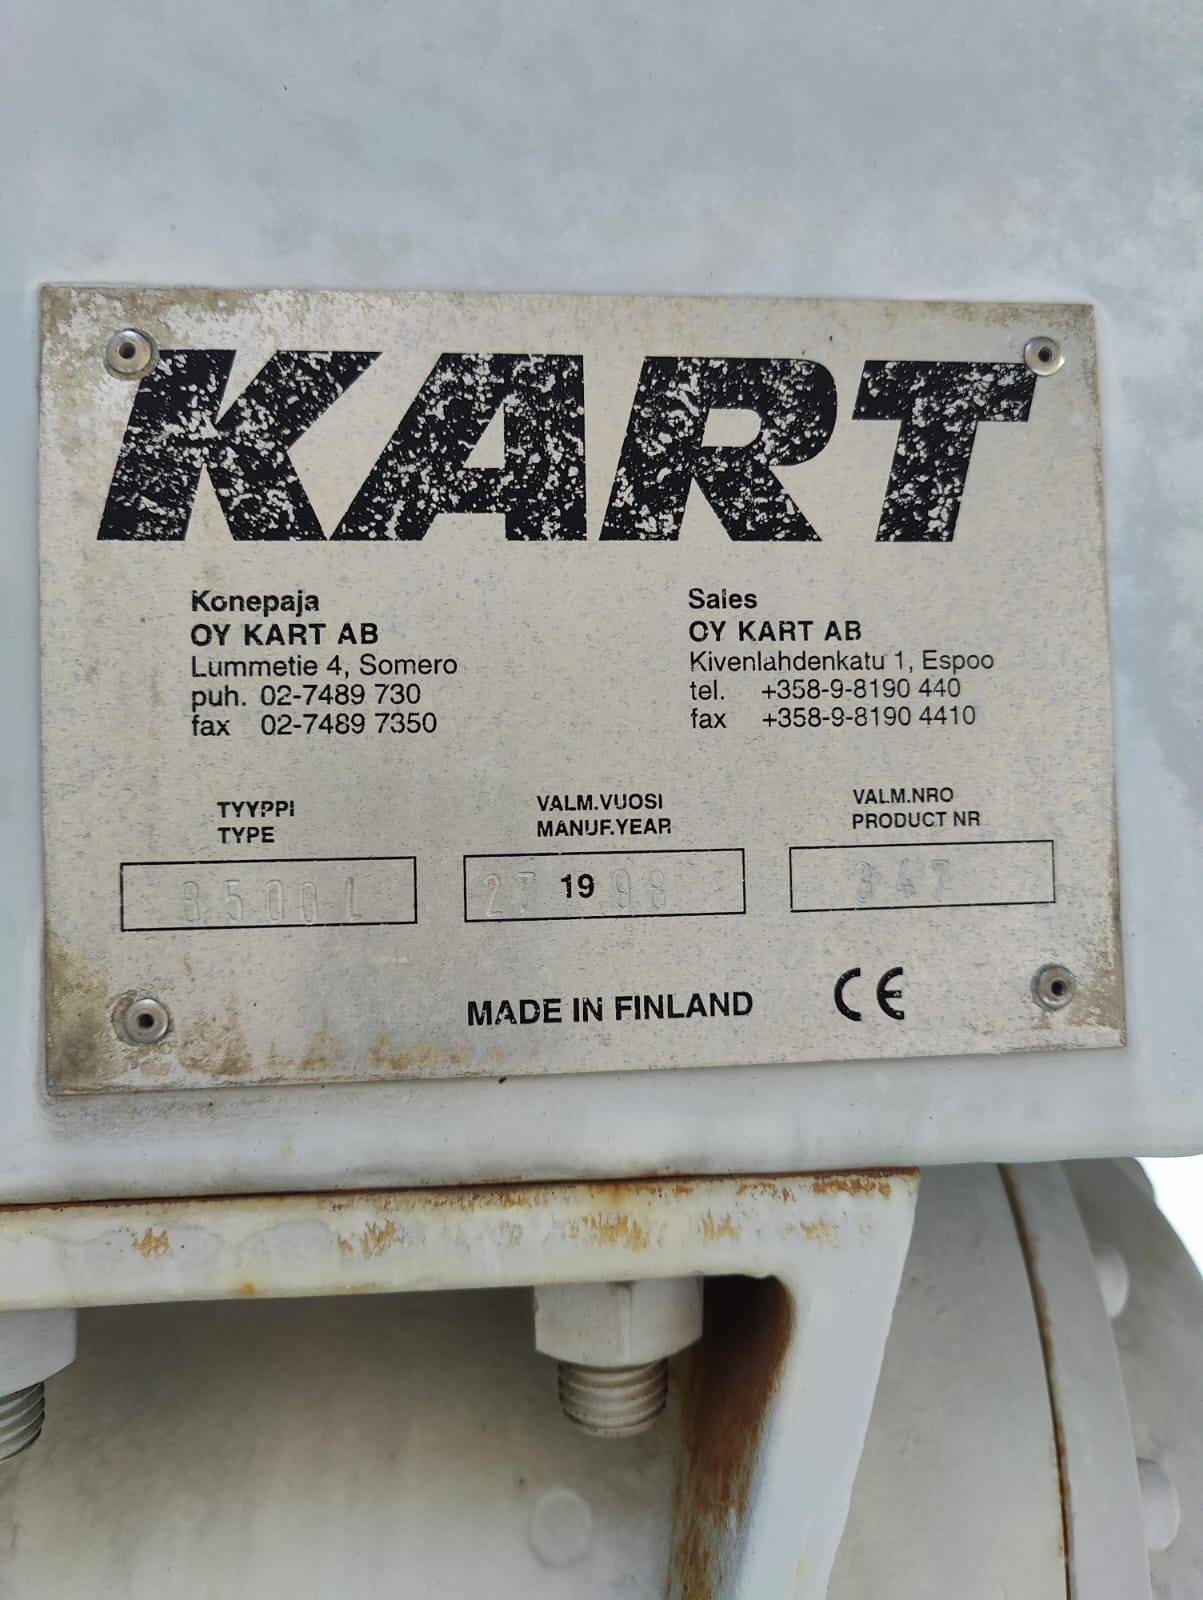 KART
Konepaja
OY KART AB
Lummetie 4, Somero
puh. 02-7489 730
fax 02-7489 7350
Sales
OY KART AB
Kivenlahdenkatu 1, Espoo
tel. +358-9-8190 440
fax +358-9-8190 4410
TYYPPI
TYPE
8500L
VALM.VUOSI
MANUF.YEAR
27 19 98
VALM.NRO
PRODUCT NR
347
MADE IN FINLAND CE